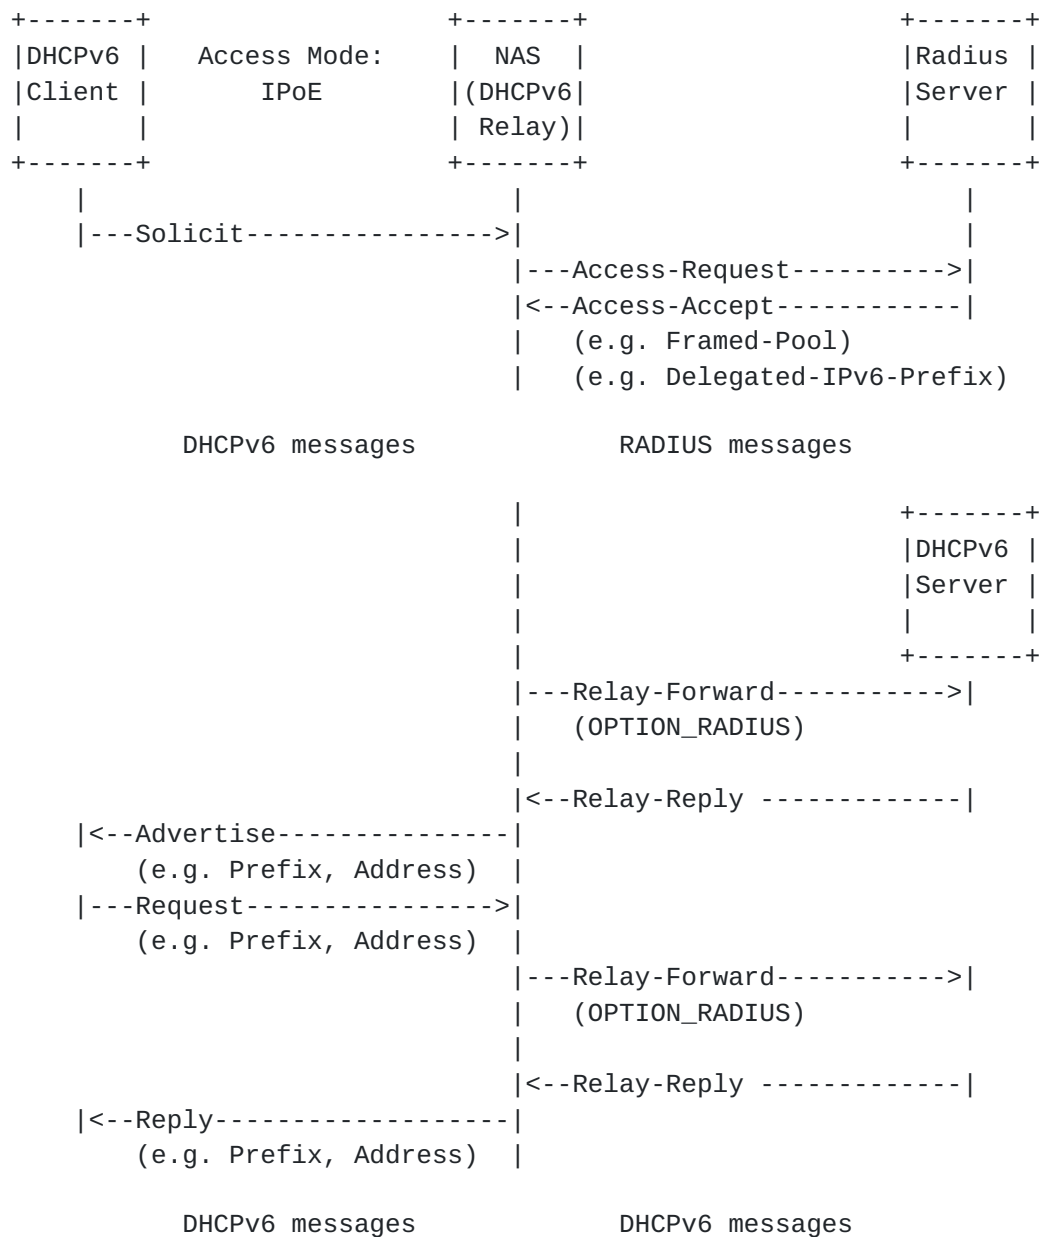 +-------+                   +-------+                    +-------+
|DHCPv6 |   Access Mode:    |  NAS  |                    |Radius |
|Client |       IPoE        |(DHCPv6|                    |Server |
|       |                   | Relay)|                    |       |
+-------+                   +-------+                    +-------+
    |                           |                            |
    |---Solicit---------------->|                            |
                                |---Access-Request---------->|
                                |<--Access-Accept------------|
                                |   (e.g. Framed-Pool)
                                |   (e.g. Delegated-IPv6-Prefix)
           DHCPv6 messages             RADIUS messages
                                |                        +-------+
                                |                        |DHCPv6 |
                                |                        |Server |
                                |                        |       |
                                |                        +-------+
                                |---Relay-Forward----------->|
                                |   (OPTION_RADIUS)
                                |
                                |<--Relay-Reply -------------|
    |<--Advertise---------------|
        (e.g. Prefix, Address)  |
    |---Request---------------->|
        (e.g. Prefix, Address)  |
                                |---Relay-Forward----------->|
                                |   (OPTION_RADIUS)
                                |
                                |<--Relay-Reply -------------|
    |<--Reply-------------------|
        (e.g. Prefix, Address)  |
           DHCPv6 messages             DHCPv6 messages